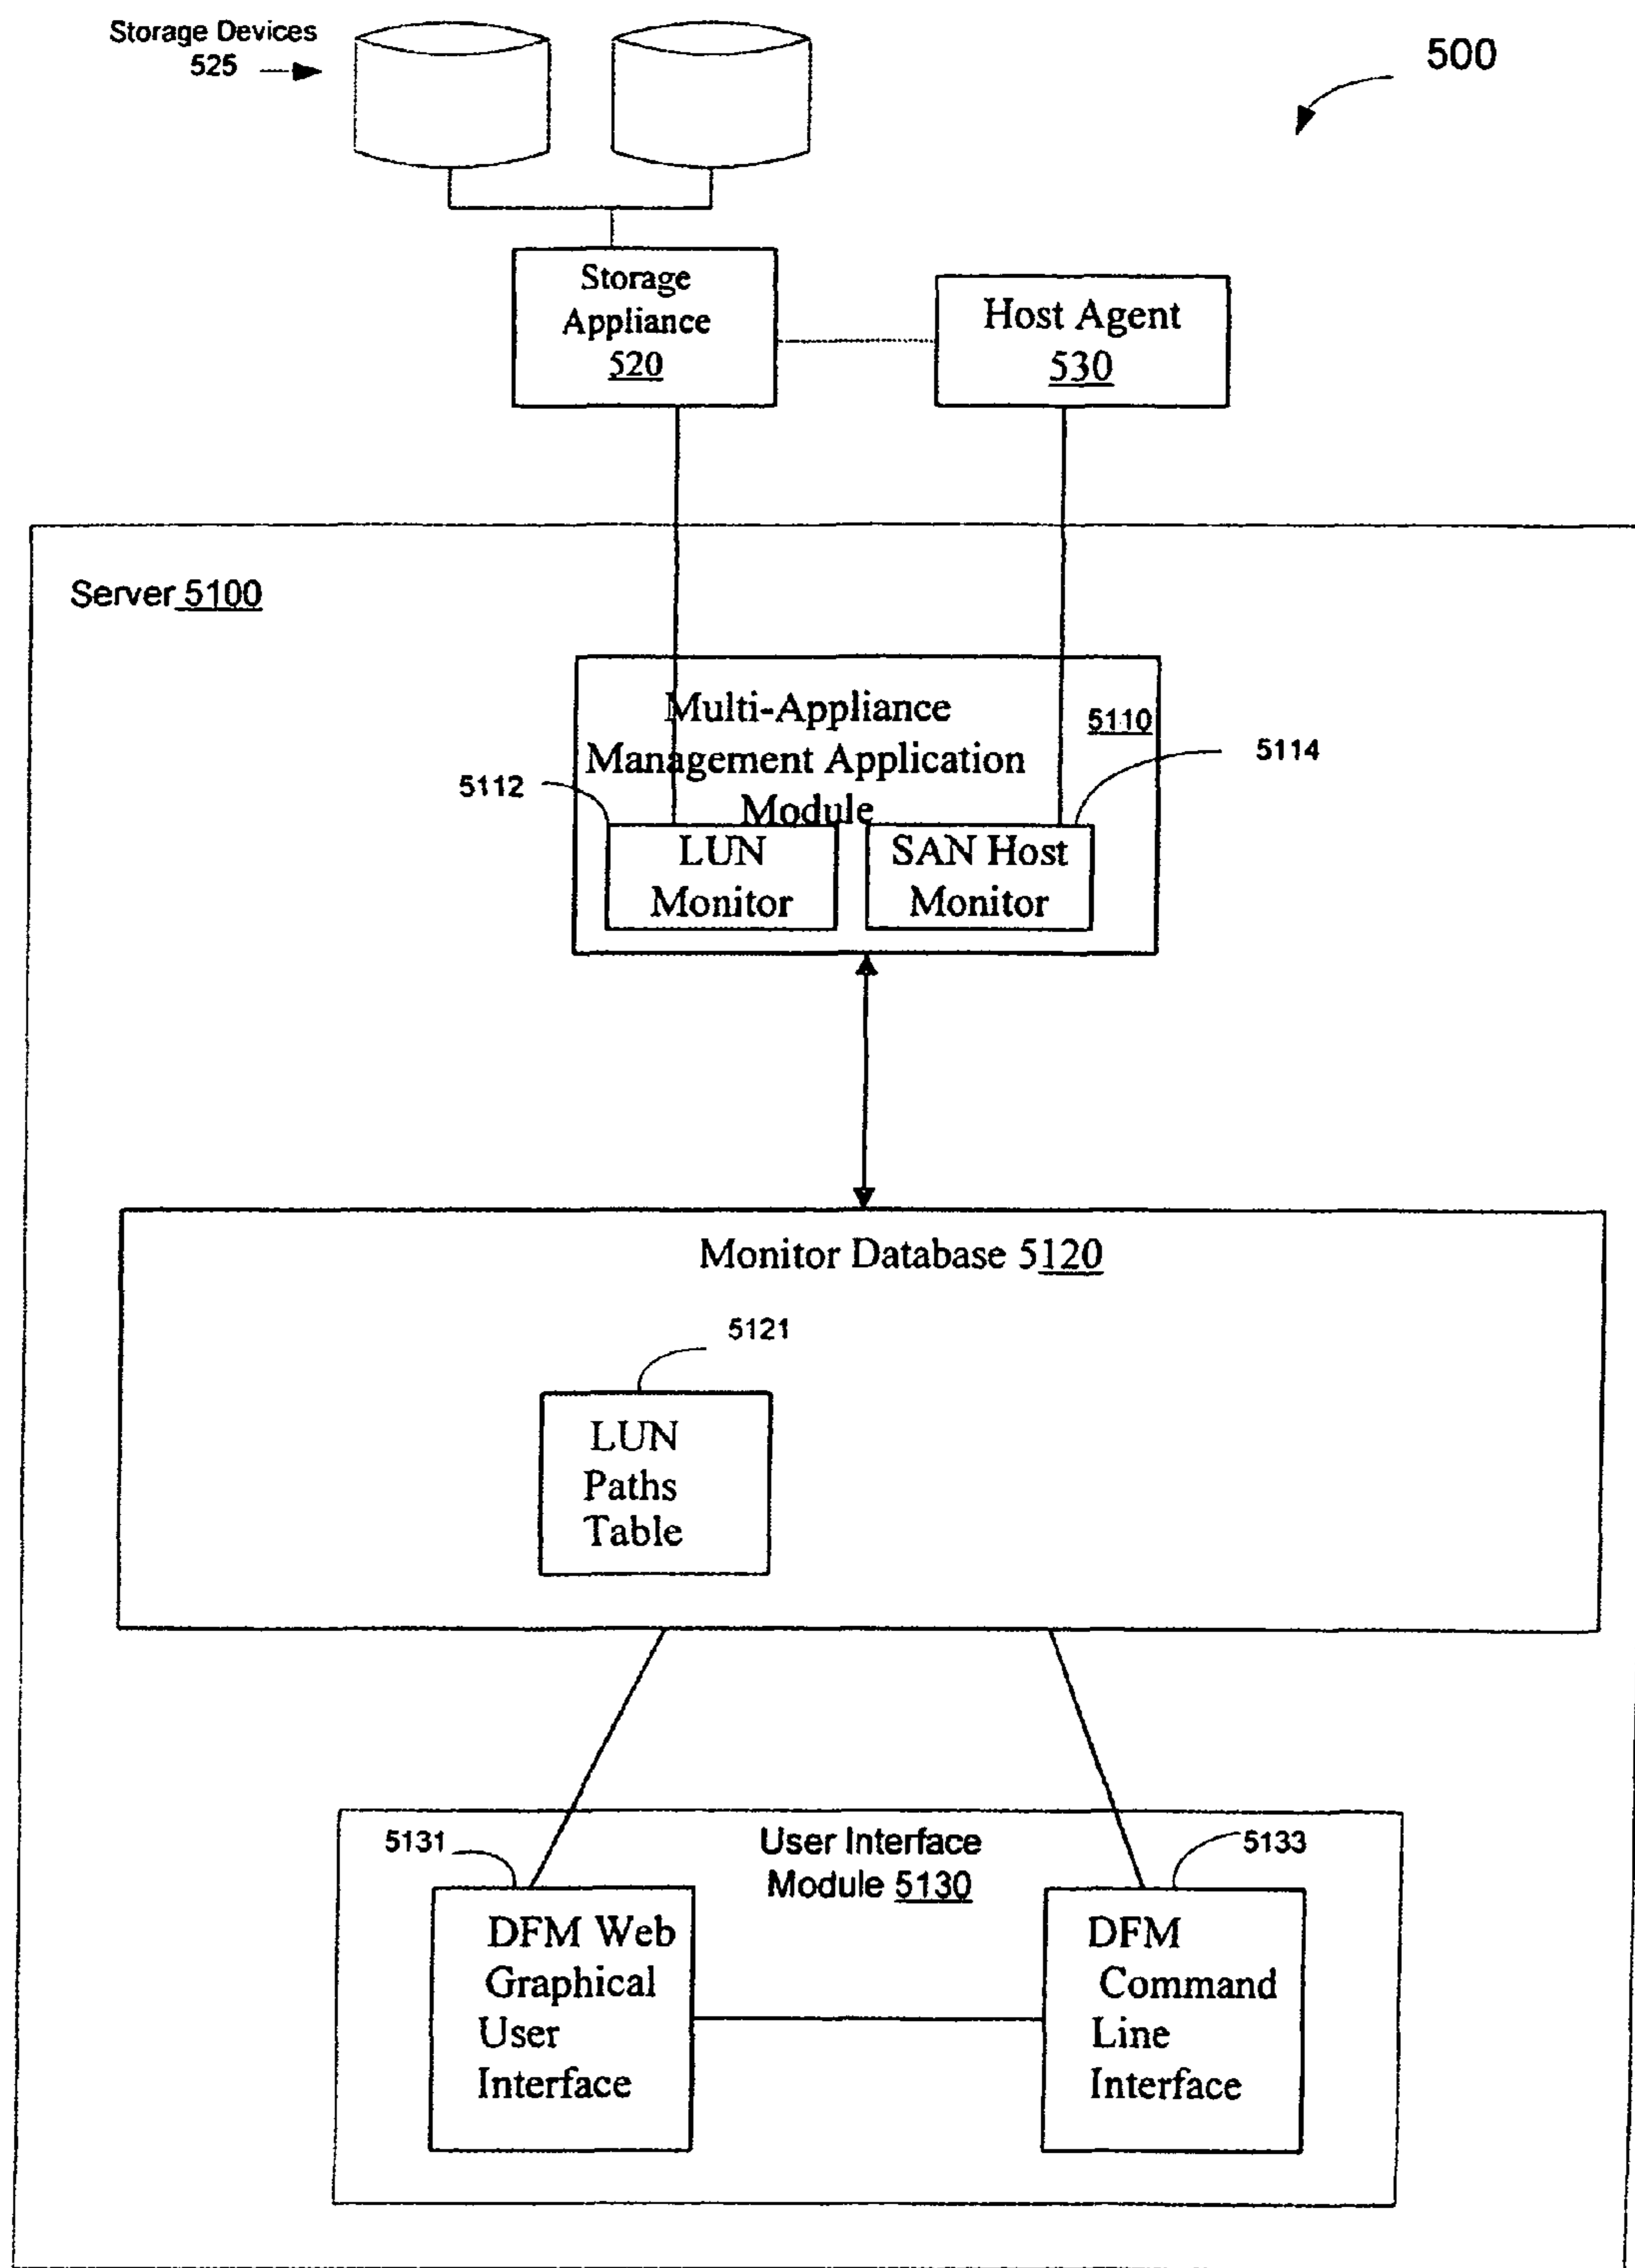 Storage Devices
525
500
Storage
Appliance
520
Host Agent
530
Server 5100
Multi-Appliance
Management Application
Module
5110
5112
5114
LUN
Monitor
SAN Host
Monitor
Monitor Database 5120
5121
LUN
Paths
Table
User Interface
Module 5130
5131
5133
DFM Web
Graphical
User
Interface
DFM
Command
Line
Interface